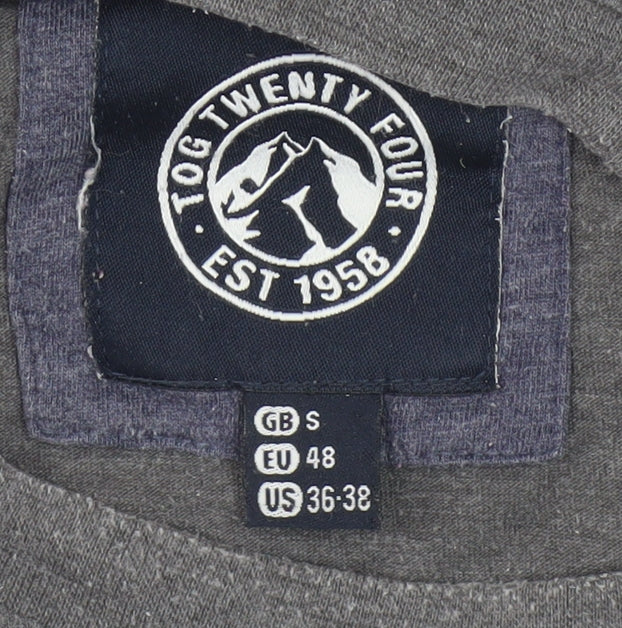 TOG TWENTY FOUR
· EST 1958 ·
GB S
EU 48
US 36-38